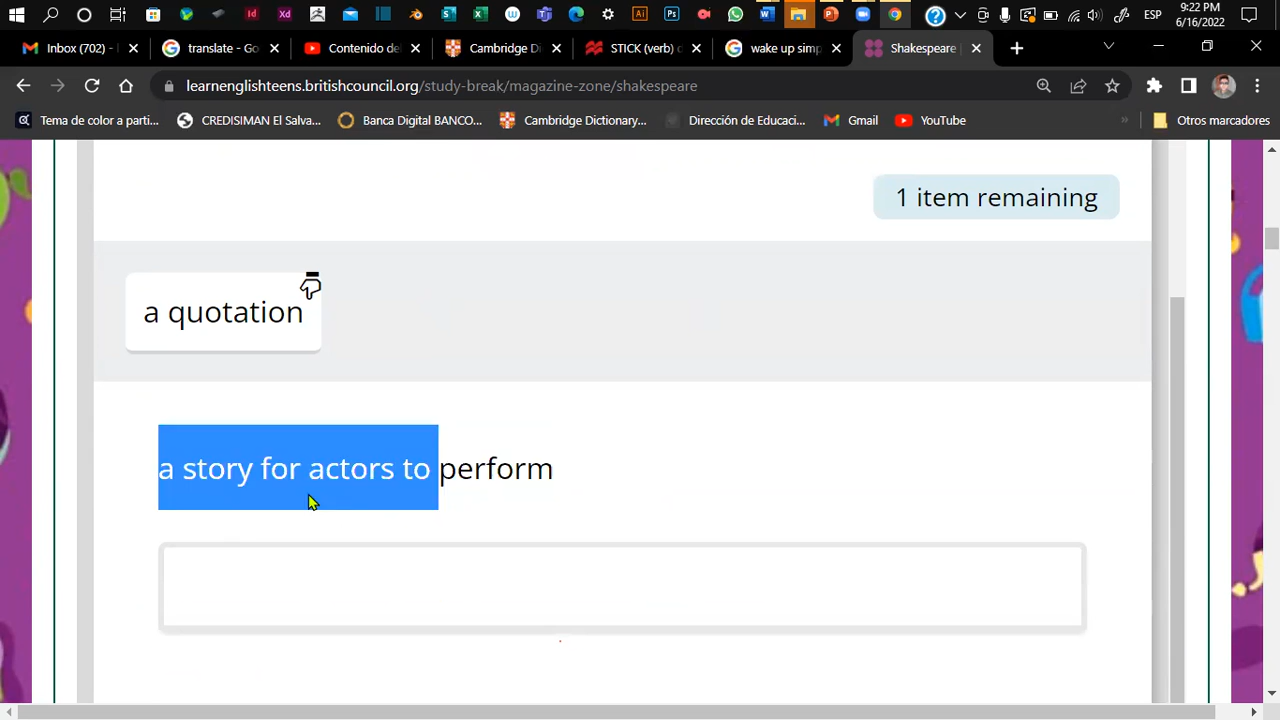 9:22 PM
ESP
6/16/2022
Inbox (702) -
translate - Go
Contenido de
Cambridge Di
STICK (verb) o
wake up simp
Shakespeare
learnenglishteens.britishcouncil.org/study-break/magazine-zone/shakespeare
Tema de color a parti...
CREDISIMAN El Salva...
Banca Digital BANCO...
Cambridge Dictionary...
Dirección de Educaci...
Gmail
YouTube
»
Otros marcadores
1 item remaining
a quotation
a story for actors to perform